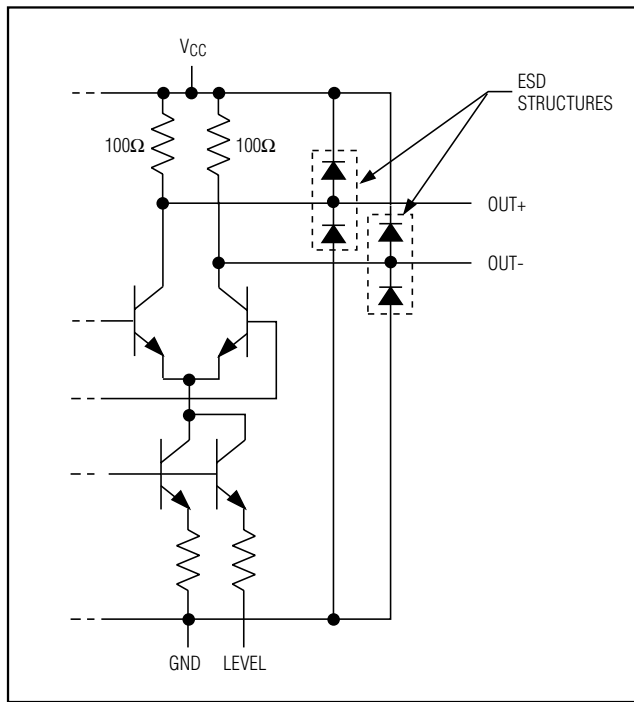 VCC
ESD
STRUCTURES
100Ω
100Ω
OUT+
OUT-
GND
LEVEL